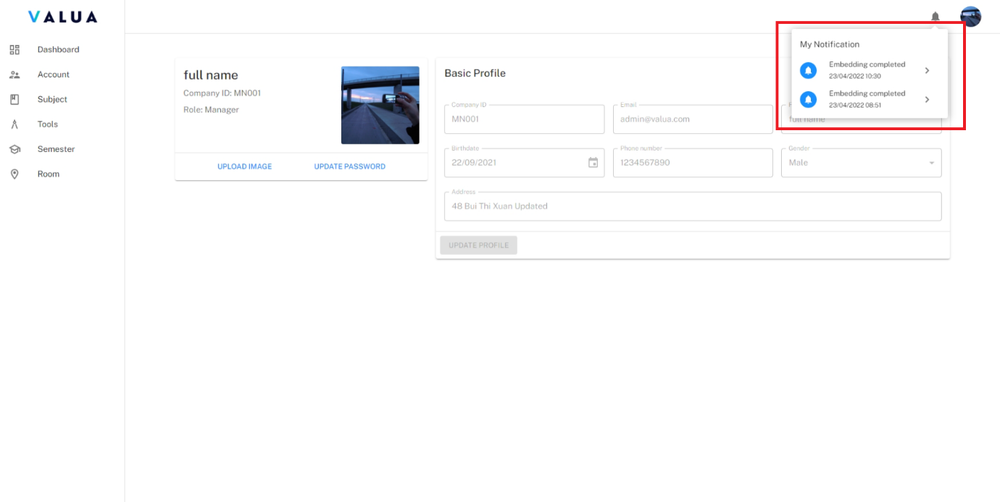 VALUA
Dashboard
Account
Subject
Tools
Semester
Room
full name
Company ID: MN001
Role: Manager
UPLOAD IMAGE
UPDATE PASSWORD
Basic Profile
Company ID
MN001
Email
admin@valua.com
full name
Birthdate
22/09/2021
Phone number
1234567890
Gender
Male
Address
48 Bui Thi Xuan Updated
UPDATE PROFILE
My Notification
Embedding completed
23/04/2022 10:30
Embedding completed
23/04/2022 08:51